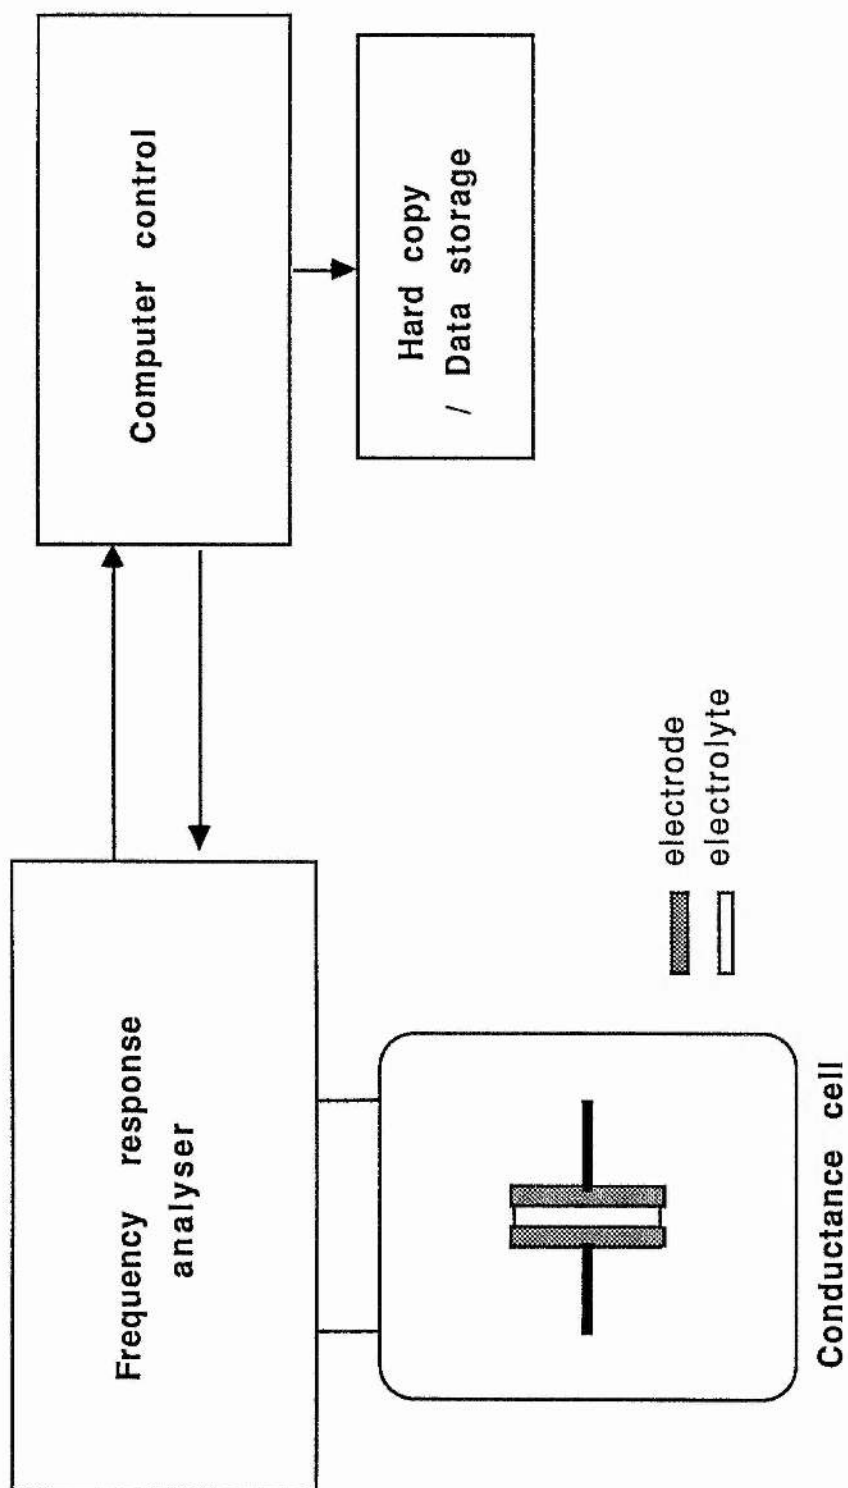 Frequency response
analyser
Computer control
Hard copy
/ Data storage
electrode
electrolyte
Conductance cell